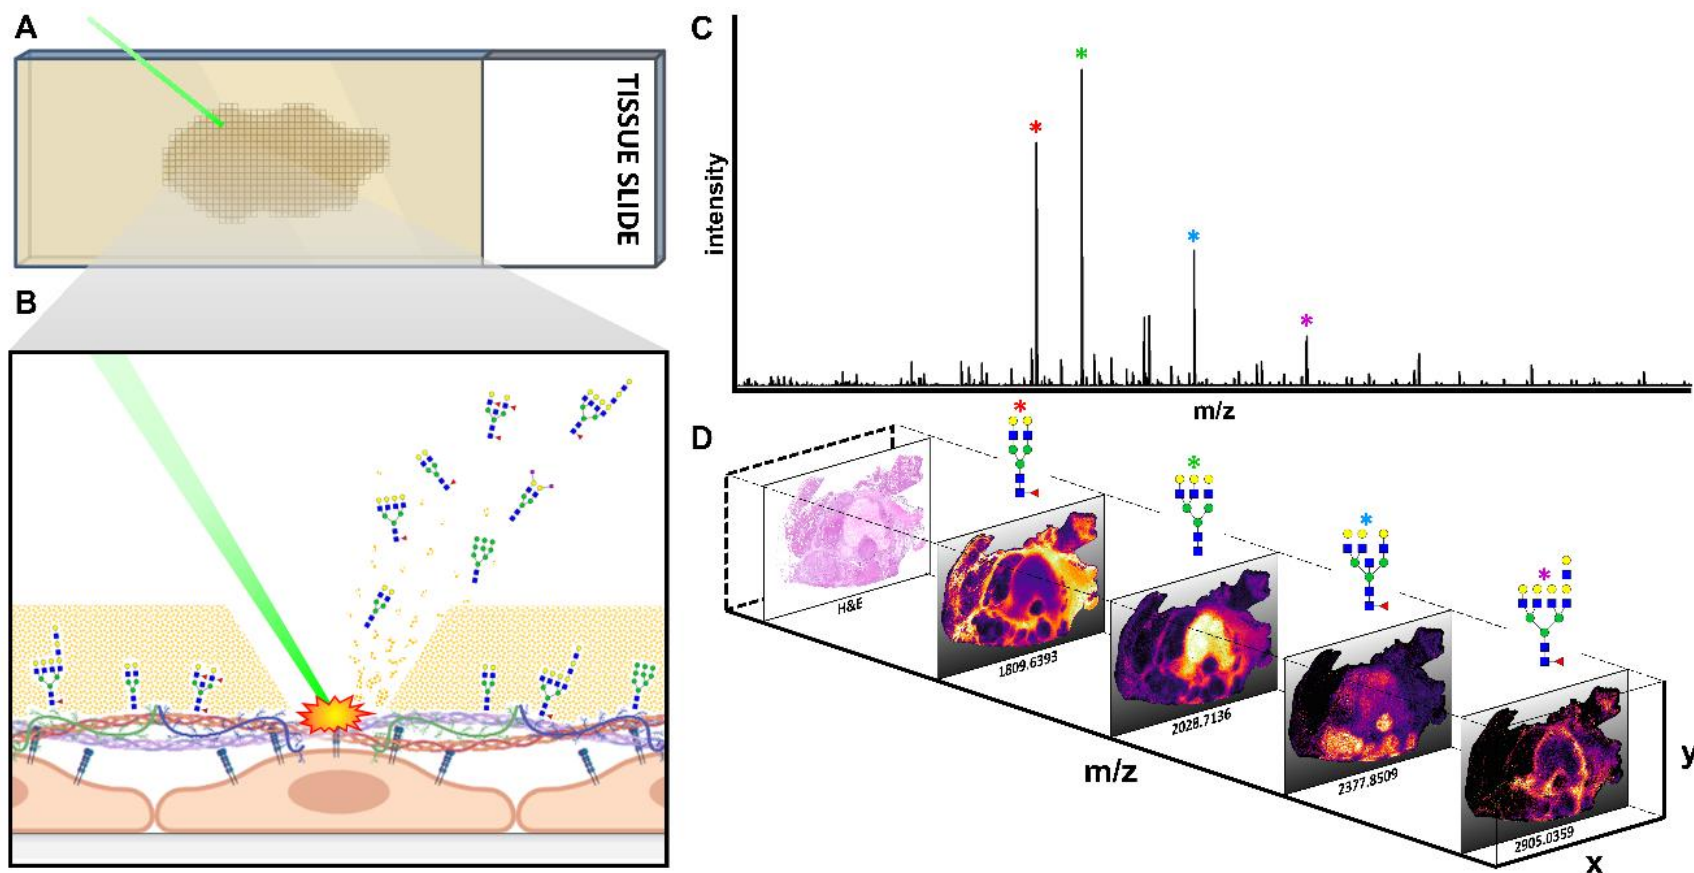 A
TISSUE SLIDE
B
C
*
*
*
*
intensity
m/z
D
*
*
*
*
H&E
1809.6393
2028.7136
2377.8509
2905.0359
m/z
x
y